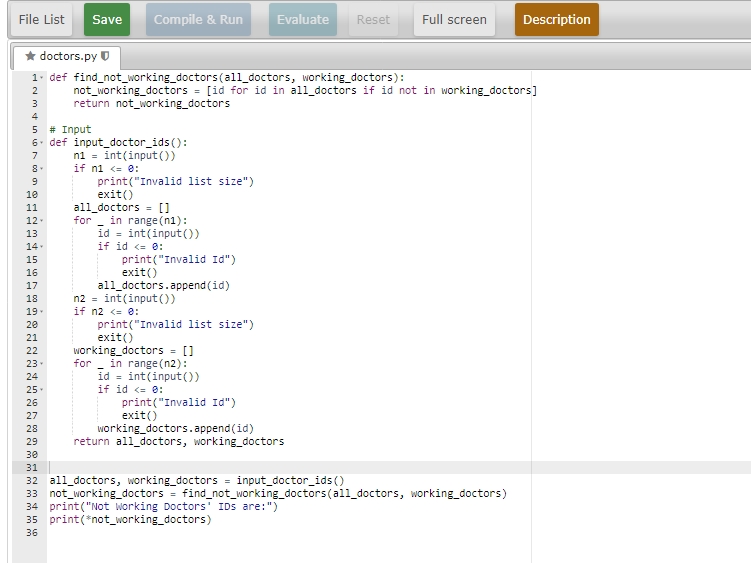 File List Save Compile & Run Evaluate Reset Full screen Description
doctors.py
1 def find_not_working_doctors(all_doctors, working_doctors):
2     not_working_doctors = [id for id in all_doctors if id not in working_doctors]
3     return not_working_doctors
4
5 # Input
6 def input_doctor_ids():
7     n1 = int(input())
8     if n1 <= 0:
9         print("Invalid list size")
10         exit()
11     all_doctors = []
12     for _ in range(n1):
13         id = int(input())
14         if id <= 0:
15             print("Invalid Id")
16             exit()
17         all_doctors.append(id)
18     n2 = int(input())
19     if n2 <= 0:
20         print("Invalid list size")
21         exit()
22     working_doctors = []
23     for _ in range(n2):
24         id = int(input())
25         if id <= 0:
26             print("Invalid Id")
27             exit()
28         working_doctors.append(id)
29     return all_doctors, working_doctors
30
31
32 all_doctors, working_doctors = input_doctor_ids()
33 not_working_doctors = find_not_working_doctors(all_doctors, working_doctors)
34 print("Not Working Doctors' IDs are:")
35 print(*not_working_doctors)
36